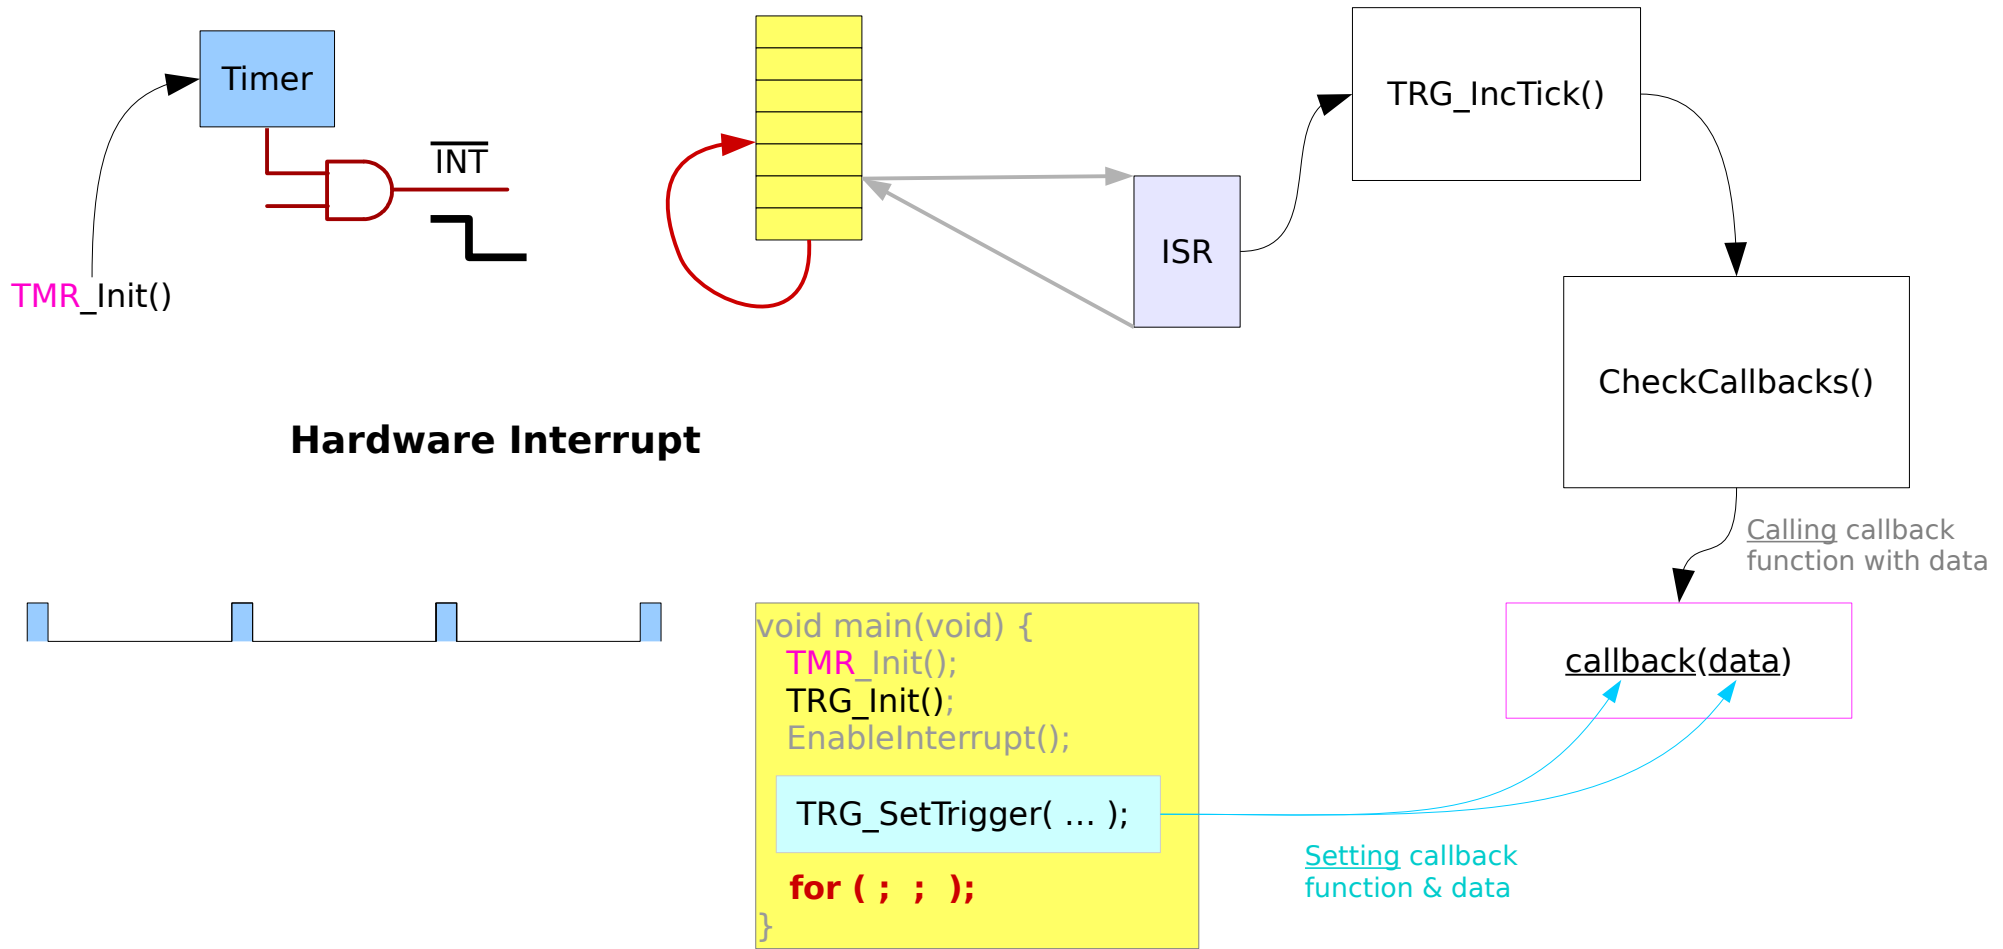 Timer
INT
TMR_Init()
ISR
TRG_IncTick()
CheckCallbacks()
Hardware Interrupt
Calling callback
function with data
callback(data)
void main(void) {
TMR_Init();
TRG_Init();
EnableInterrupt();
TRG_SetTrigger( ... );
for ( ;  ;  );
}
Setting callback
function & data